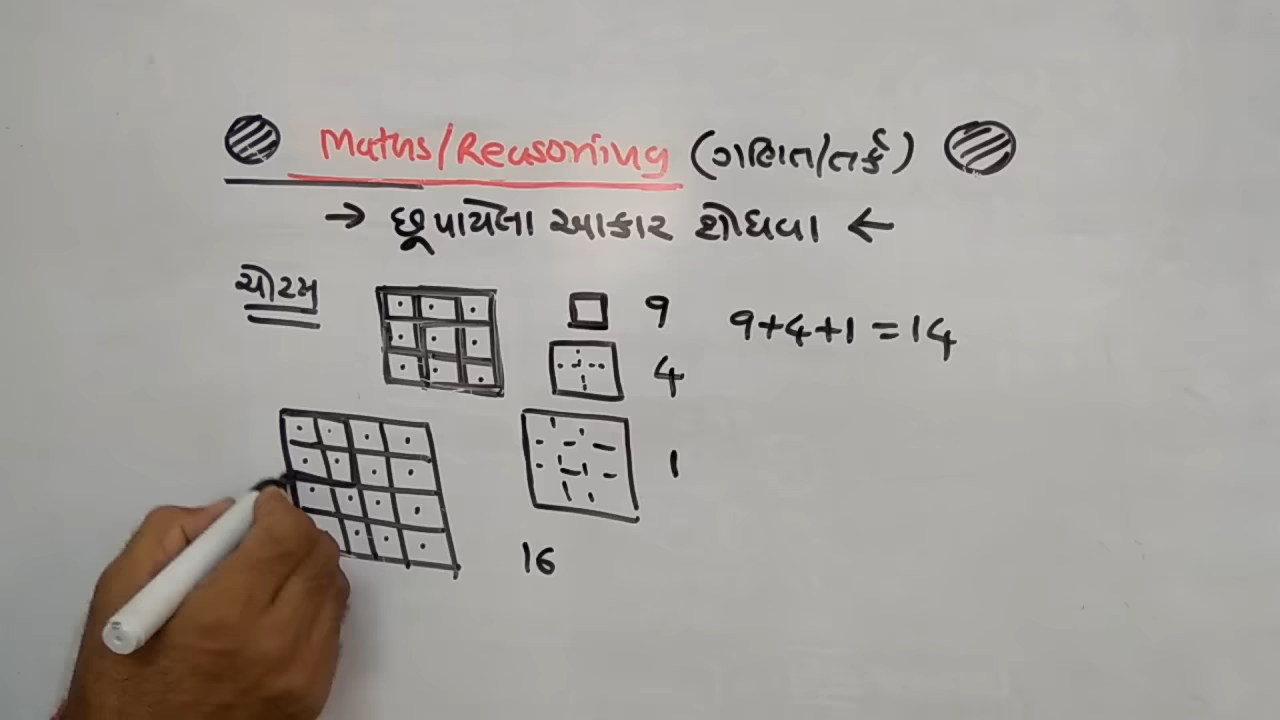 Maths/Reasoning (ગણિત/તર્ક)
→ છૂપાયેલા આકાર શોધવા ←
ચોરસ
9
4
9+4+1=14
1
16